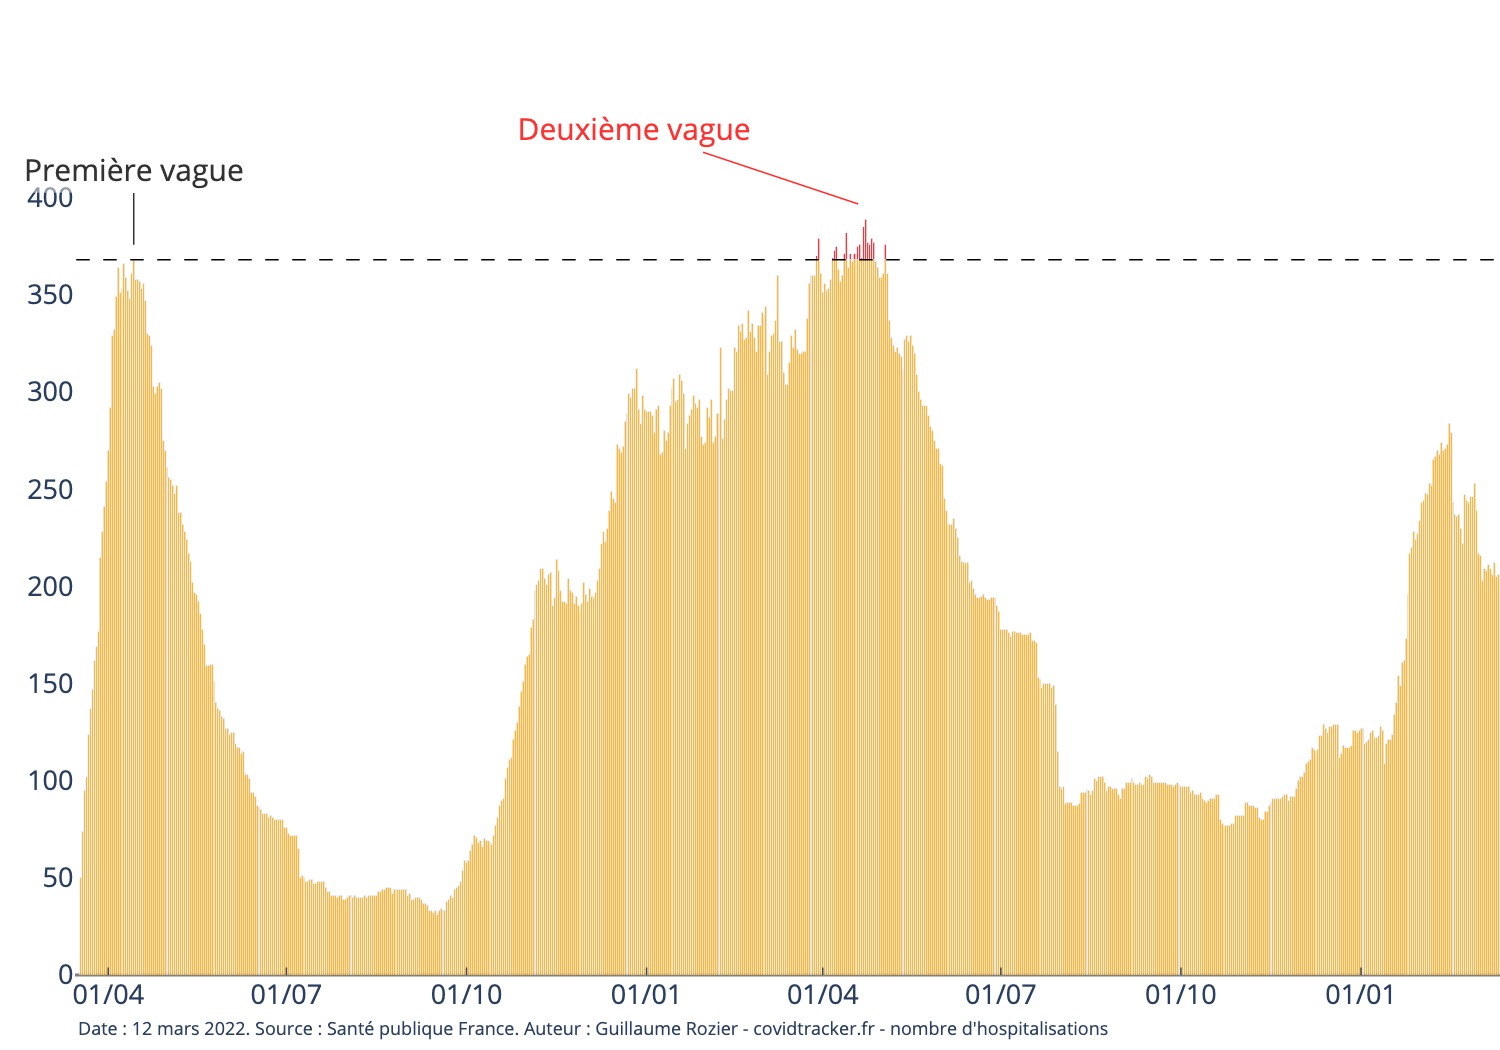 Deuxième vague
Première vague
400
350
300
250
200
150
100
50
0
01/04 01/07 01/10 01/01 01/04 01/07 01/10 01/01
Date : 12 mars 2022. Source : Santé publique France. Auteur : Guillaume Rozier - covidtracker.fr - nombre d'hospitalisations